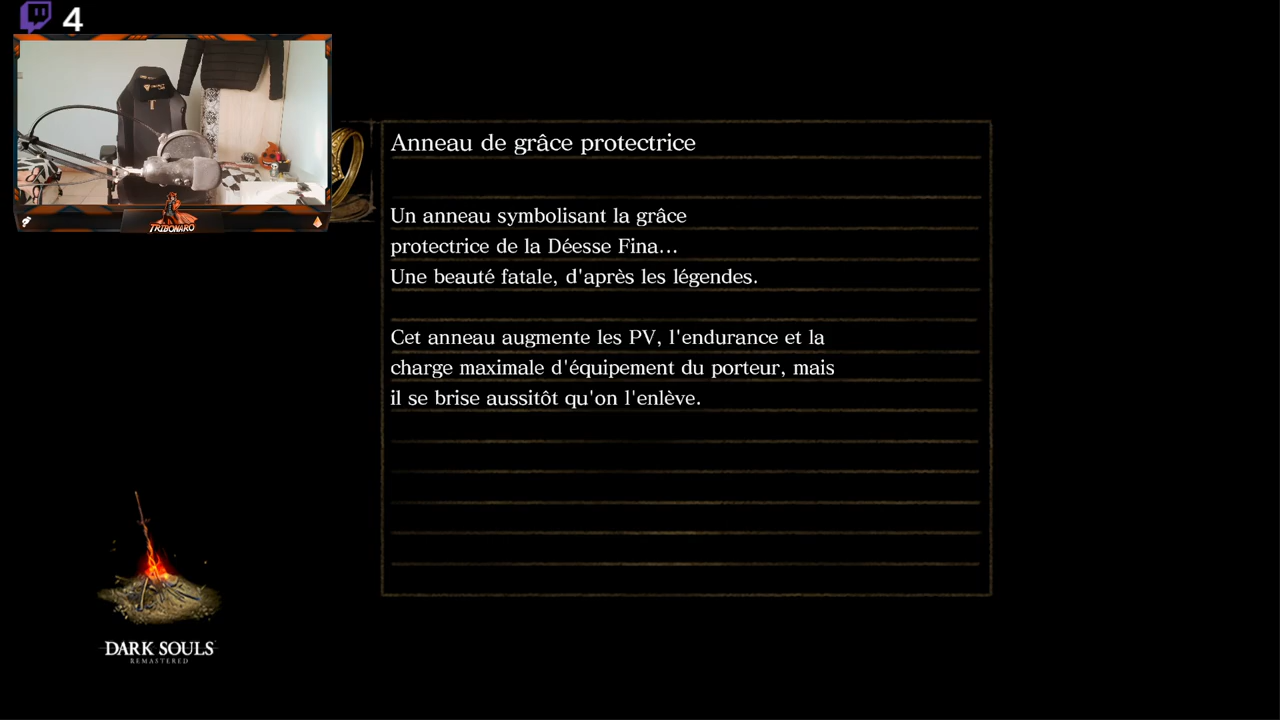 4
TRIBONARO
Anneau de grâce protectrice
Un anneau symbolisant la grâce
protectrice de la Déesse Fina...
Une beauté fatale, d'après les légendes.
Cet anneau augmente les PV, l'endurance et la
charge maximale d'équipement du porteur, mais
il se brise aussitôt qu'on l'enlève.
DARK SOULS
REMASTERED